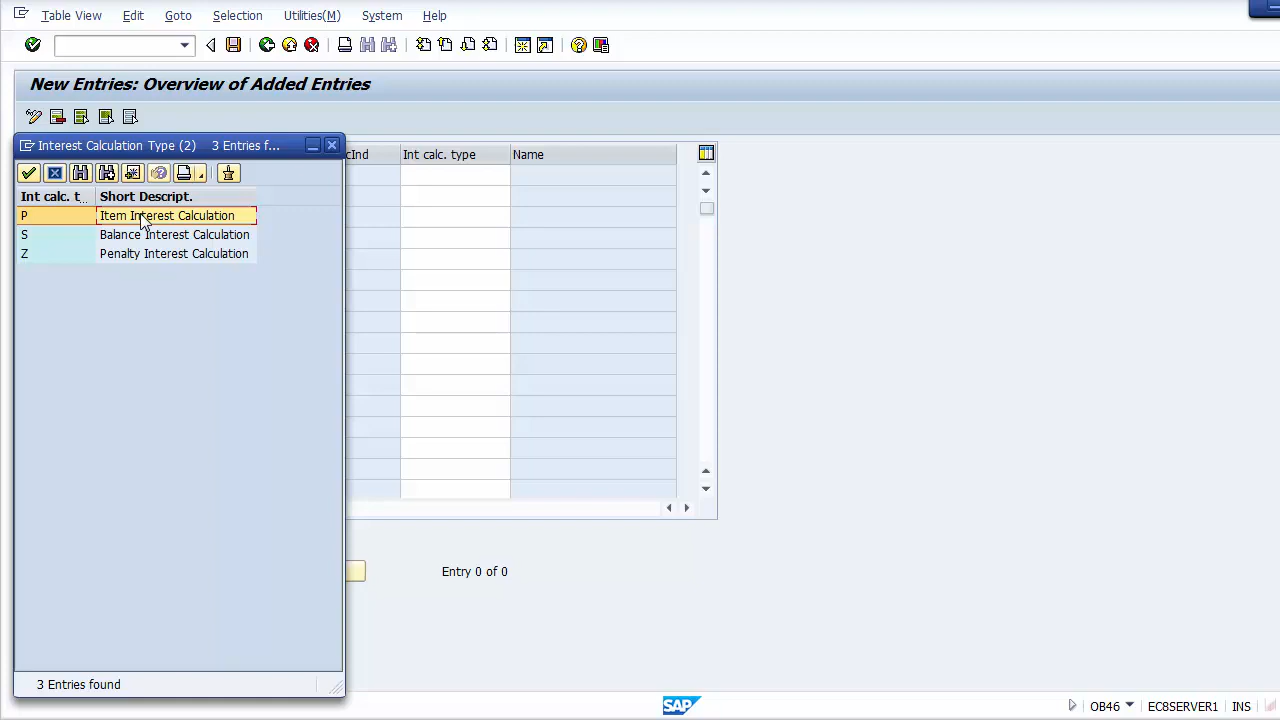 Table View Edit Goto Selection Utilities(M) System Help
New Entries: Overview of Added Entries
Interest Calculation Type (2) 3 Entries f...
cInd Int calc. type Name
Int calc. t.. Short Descript.
P Item Interest Calculation
S Balance Interest Calculation
Z Penalty Interest Calculation
Entry 0 of 0
3 Entries found
SAP OB46 EC8SERVER1 INS